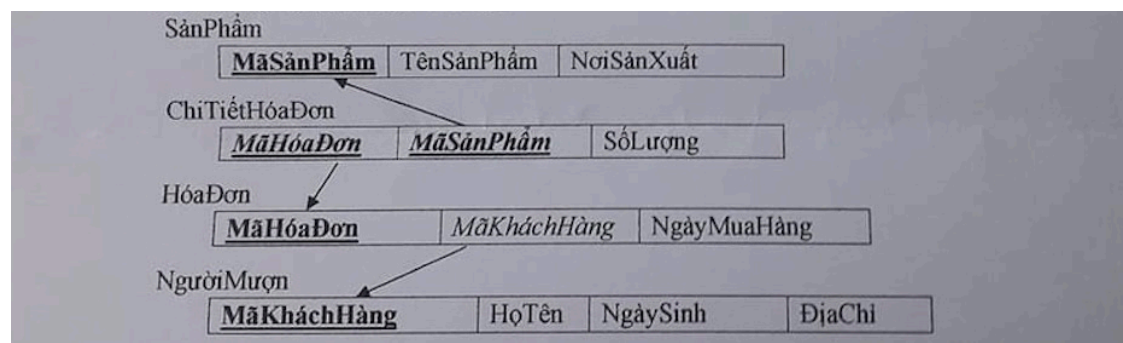 SảnPhẩm
MãSảnPhẩm TênSảnPhẩm NơiSảnXuất
ChiTiếtHóaĐơn
MãHóaĐơn MãSảnPhẩm SốLượng
HóaĐơn
MãHóaĐơn MãKháchHàng NgàyMuaHàng
NgườiMượn
MãKháchHàng HọTên NgàySinh ĐịaChỉ